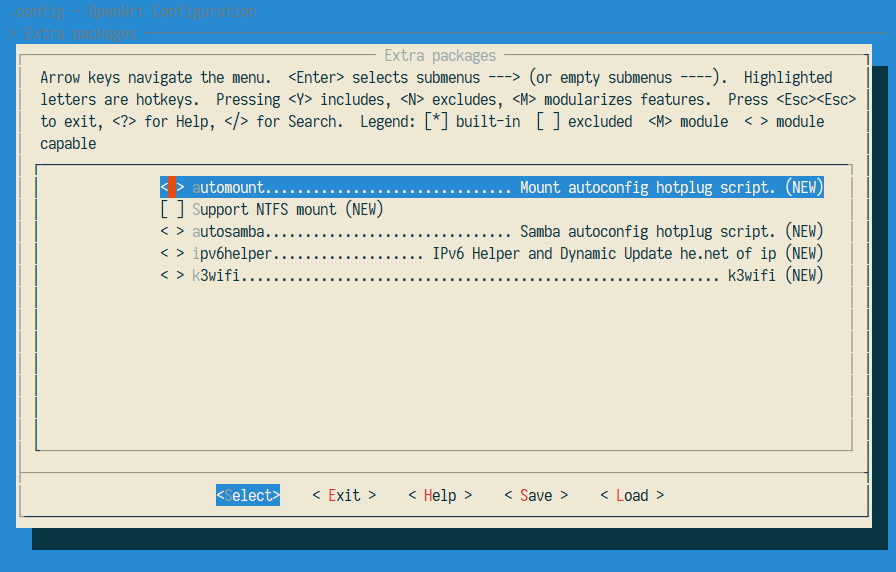 .config - OpenWrt Configuration
> Extra packages
Extra packages
Arrow keys navigate the menu.  <Enter> selects submenus ---> (or empty submenus ----).  Highlighted
letters are hotkeys.  Pressing <Y> includes, <N> excludes, <M> modularizes features.  Press <Esc><Esc>
to exit, <?> for Help, </> for Search.  Legend: [*] built-in  [ ] excluded  <M> module  < > module
capable
< > automount............................... Mount autoconfig hotplug script. (NEW)
[ ] Support NTFS mount (NEW)
< > autosamba............................... Samba autoconfig hotplug script. (NEW)
< > ipv6helper................... IPv6 Helper and Dynamic Update he.net of ip (NEW)
< > k3wifi............................................................ k3wifi (NEW)
<Select>    < Exit >    < Help >    < Save >    < Load >